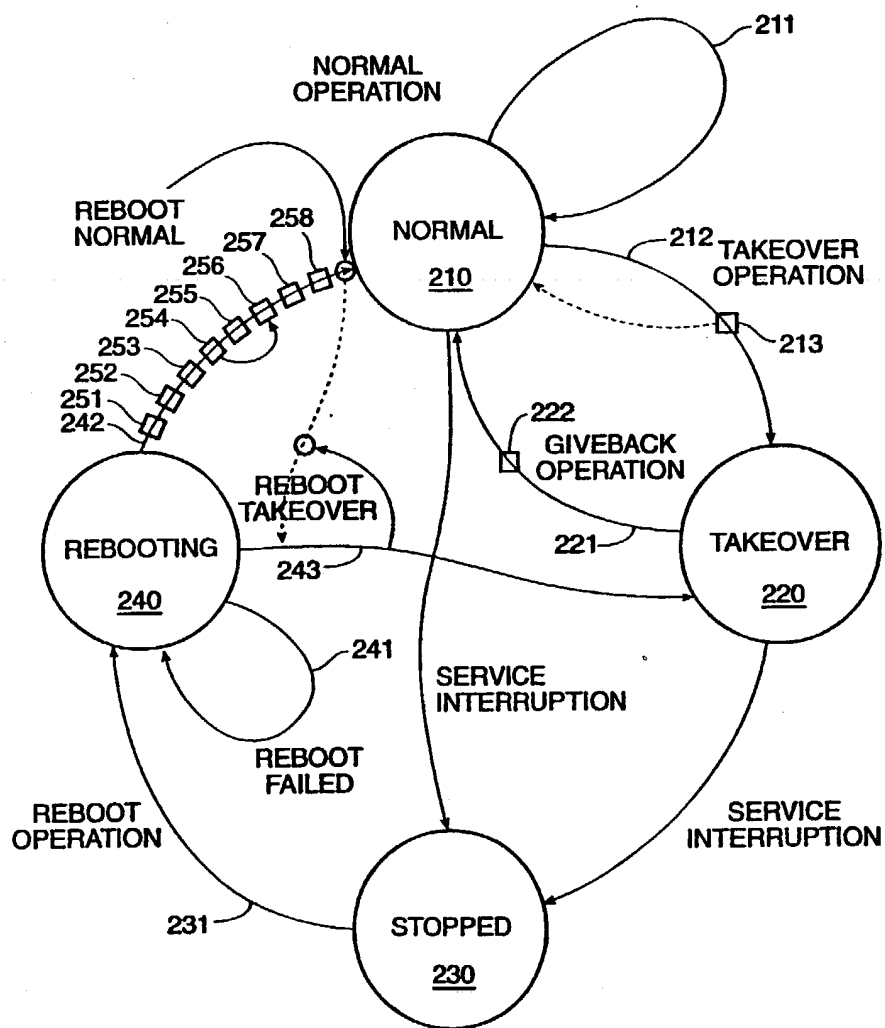 211
NORMAL
OPERATION
REBOOT
NORMAL
258
257
256
255
254
253
252
251
242
NORMAL
210
212
TAKEOVER
OPERATION
213
222
GIVEBACK
OPERATION
221
REBOOT
TAKEOVER
243
REBOOTING
240
TAKEOVER
220
241
REBOOT
FAILED
SERVICE
INTERRUPTION
REBOOT
OPERATION
SERVICE
INTERRUPTION
231
STOPPED
230